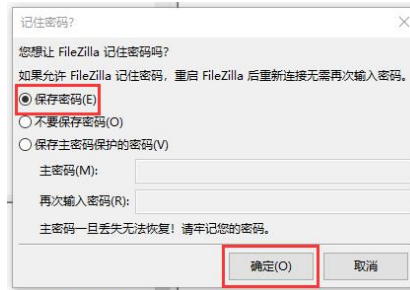 记住密码?
您想让 FileZilla 记住密码吗?
如果允许 FileZilla 记住密码，重启 FileZilla 后重新连接无需再次输入密码。
保存密码(E)
不要保存密码(O)
保存主密码保护的密码(V)
主密码(M):
再次输入密码(R):
主密码一旦丢失无法恢复! 请牢记您的密码。
确定(O) 取消